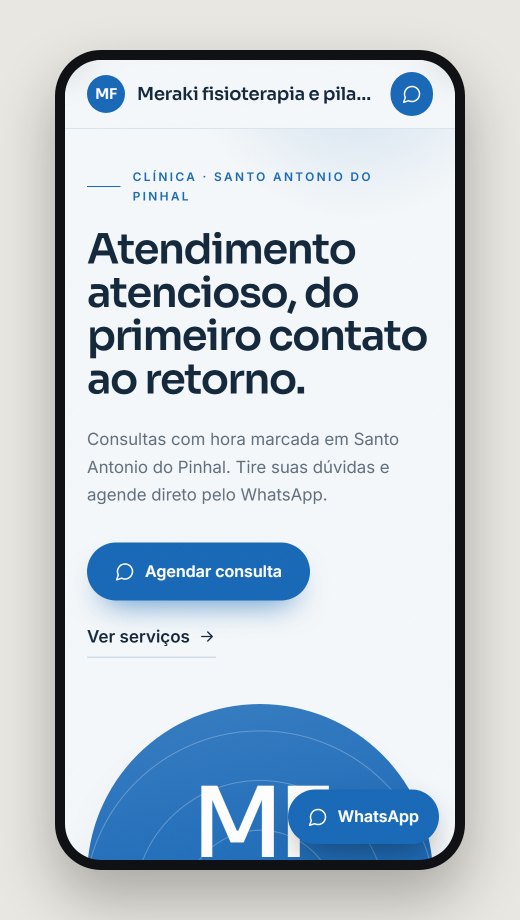 MF Meraki fisioterapia e pila...
CLÍNICA · SANTO ANTONIO DO
PINHAL
Atendimento
atencioso, do
primeiro contato
ao retorno.
Consultas com hora marcada em Santo
Antonio do Pinhal. Tire suas dúvidas e
agende direto pelo WhatsApp.
Agendar consulta
Ver serviços →
MF
WhatsApp